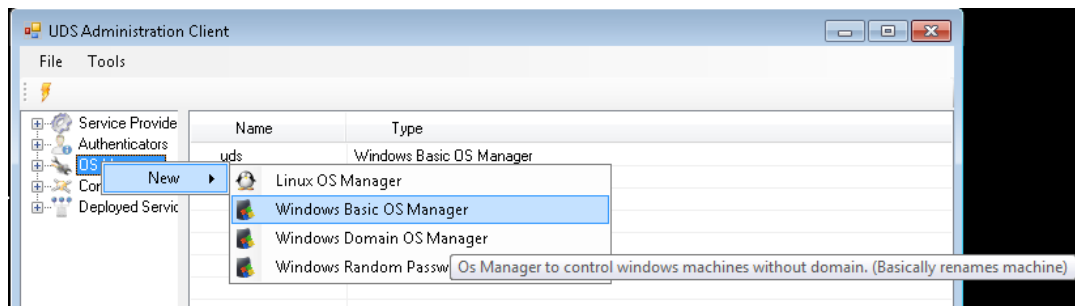 UDS Administration Client
File Tools
Service Provide
Authenticators
Deployed Servic
Name Type
uds Windows Basic OS Manager
New
Linux OS Manager
Windows Basic OS Manager
Windows Domain OS Manager
Windows Random Passw
Os Manager to control windows machines without domain. (Basically renames machine)